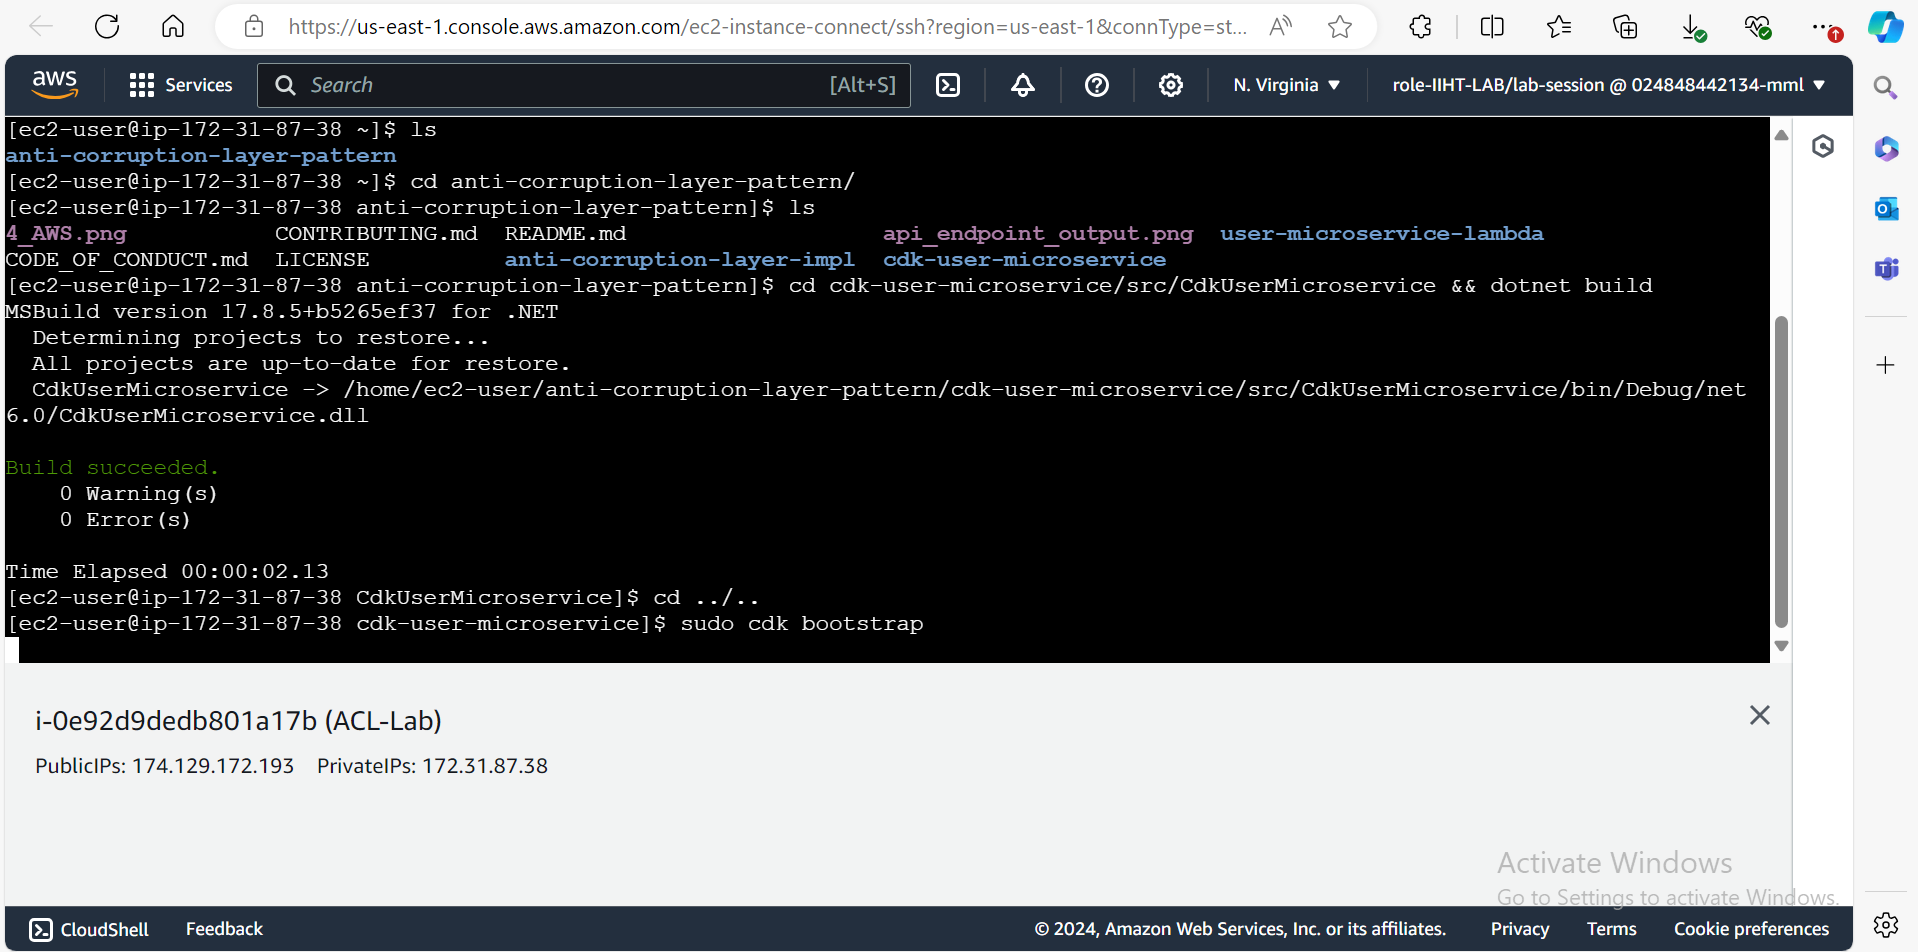 https://us-east-1.console.aws.amazon.com/ec2-instance-connect/ssh?region=us-east-1&connType=st...
aws
Services
Search
[Alt+S]
N. Virginia
role-IIHT-LAB/lab-session @ 024848442134-mml
[ec2-user@ip-172-31-87-38 ~]$ ls
anti-corruption-layer-pattern
[ec2-user@ip-172-31-87-38 ~]$ cd anti-corruption-layer-pattern/
[ec2-user@ip-172-31-87-38 anti-corruption-layer-pattern]$ ls
4_AWS.png CONTRIBUTING.md README.md api_endpoint_output.png user-microservice-lambda
CODE_OF_CONDUCT.md LICENSE anti-corruption-layer-impl cdk-user-microservice
[ec2-user@ip-172-31-87-38 anti-corruption-layer-pattern]$ cd cdk-user-microservice/src/CdkUserMicroservice && dotnet build
MSBuild version 17.8.5+b5265ef37 for .NET
Determining projects to restore...
All projects are up-to-date for restore.
CdkUserMicroservice -> /home/ec2-user/anti-corruption-layer-pattern/cdk-user-microservice/src/CdkUserMicroservice/bin/Debug/net
6.0/CdkUserMicroservice.dll
Build succeeded.
0 Warning(s)
0 Error(s)
Time Elapsed 00:00:02.13
[ec2-user@ip-172-31-87-38 CdkUserMicroservice]$ cd ../..
[ec2-user@ip-172-31-87-38 cdk-user-microservice]$ sudo cdk bootstrap
i-0e92d9dedb801a17b (ACL-Lab)
PublicIPs: 174.129.172.193 PrivateIPs: 172.31.87.38
Activate Windows
Go to Settings to activate Windows.
CloudShell
Feedback
© 2024, Amazon Web Services, Inc. or its affiliates.
Privacy
Terms
Cookie preferences